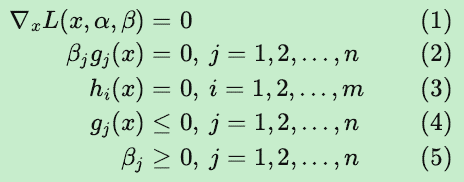 ∇ₓL(x, α, β) = 0 (1)
βⱼgⱼ(x) = 0, j = 1, 2, …, n (2)
hᵢ(x) = 0, i = 1, 2, …, m (3)
gⱼ(x) ≤ 0, j = 1, 2, …, n (4)
βⱼ ≥ 0, j = 1, 2, …, n (5)